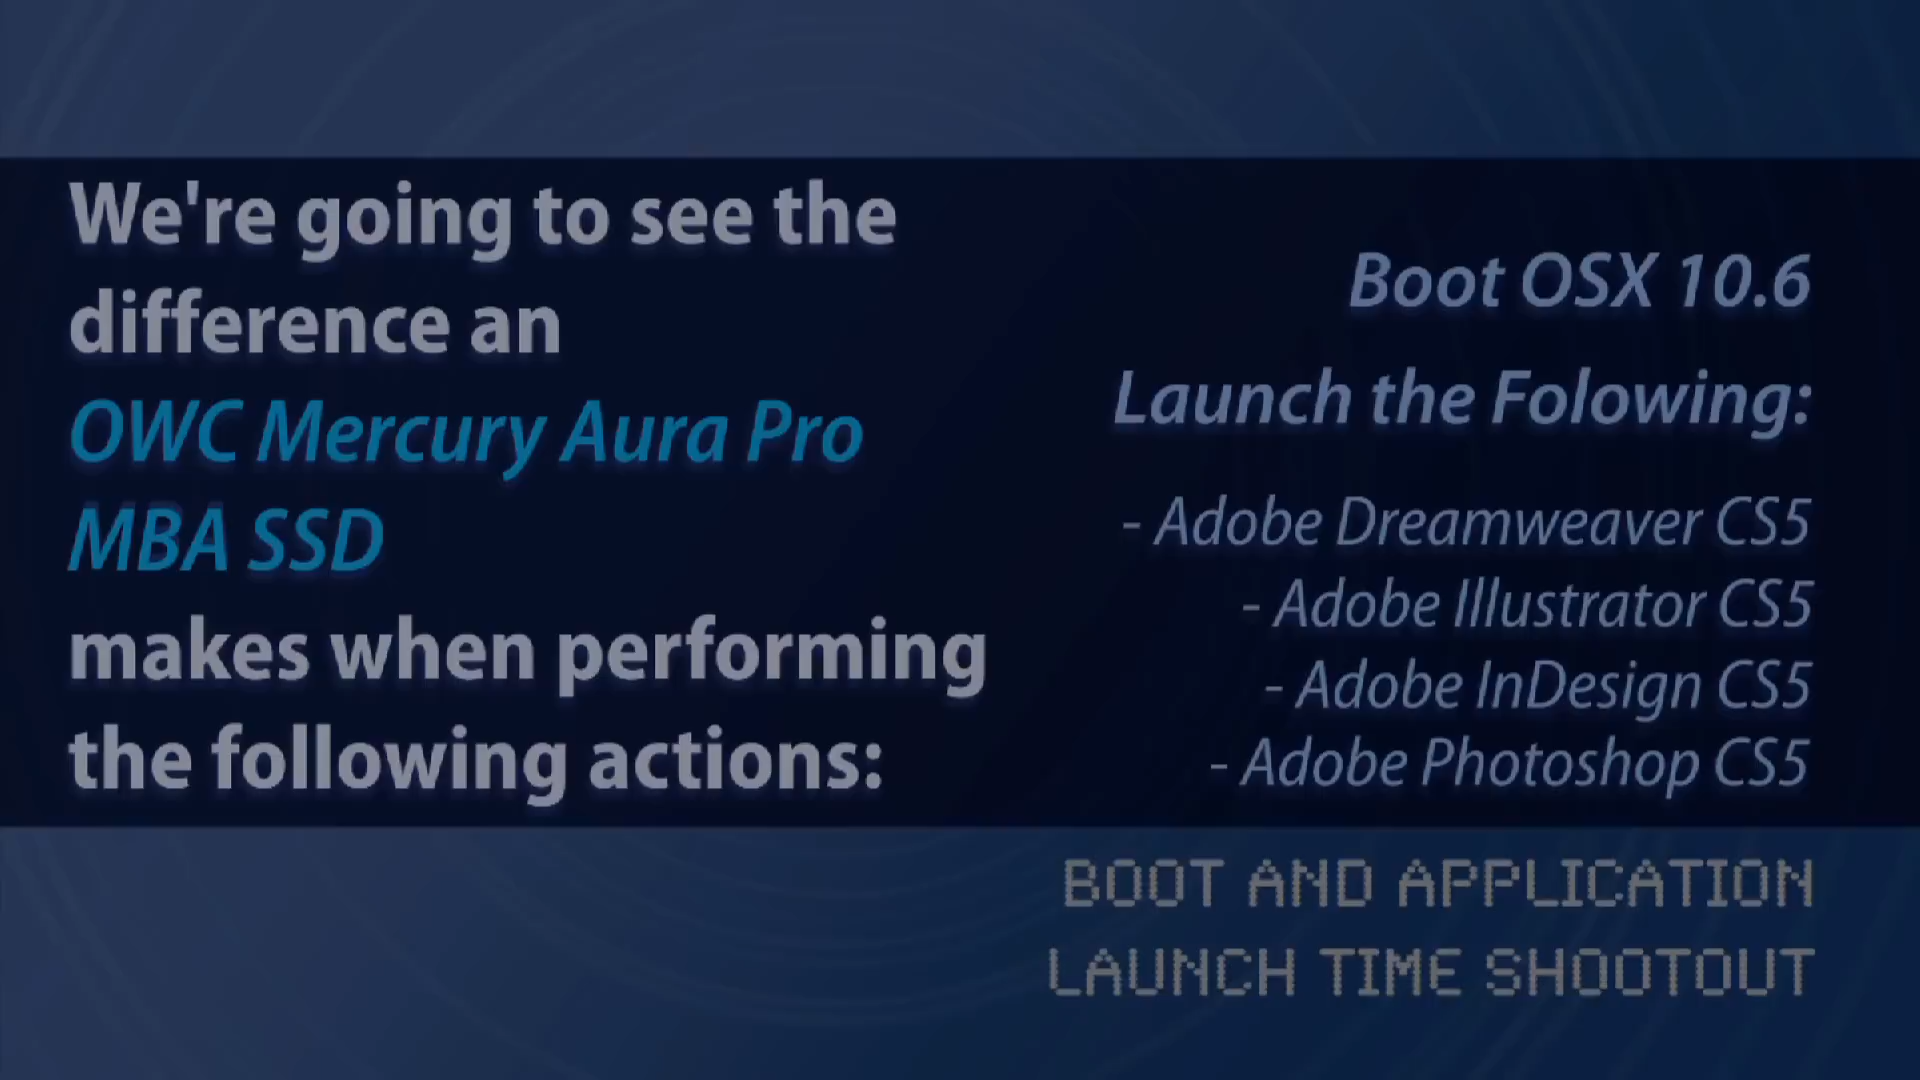 We're going to see the
difference an
OWC Mercury Aura Pro
MBA SSD
makes when performing
the following actions:
Boot OSX 10.6
Launch the Folowing:
- Adobe Dreamweaver CS5
- Adobe Illustrator CS5
- Adobe InDesign CS5
- Adobe Photoshop CS5
BOOT AND APPLICATION
LAUNCH TIME SHOOTOUT